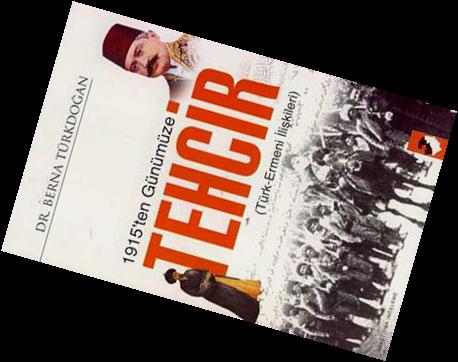 DR. BERNA TÜRKDOĞAN
1915'ten Günümüze
TEHCİR
(Türk-Ermeni İlişkileri)